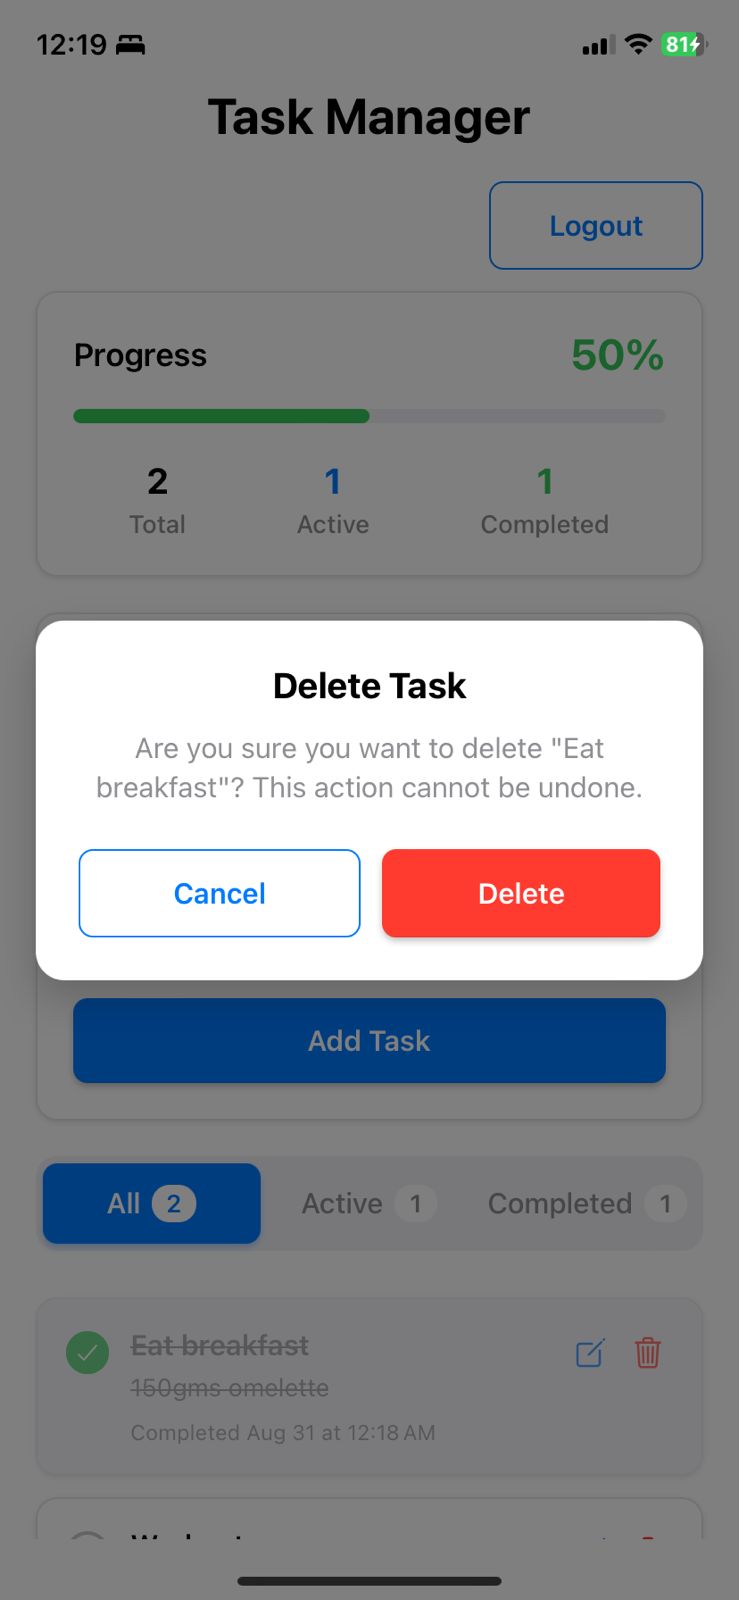 12:19
81
Task Manager
Logout
Progress
50%
2
1
1
Total
Active
Completed
Delete Task
Are you sure you want to delete "Eat
breakfast"? This action cannot be undone.
Cancel
Delete
Add Task
All 2
Active 1
Completed 1
Eat breakfast
150gms omelette
Completed Aug 31 at 12:18 AM